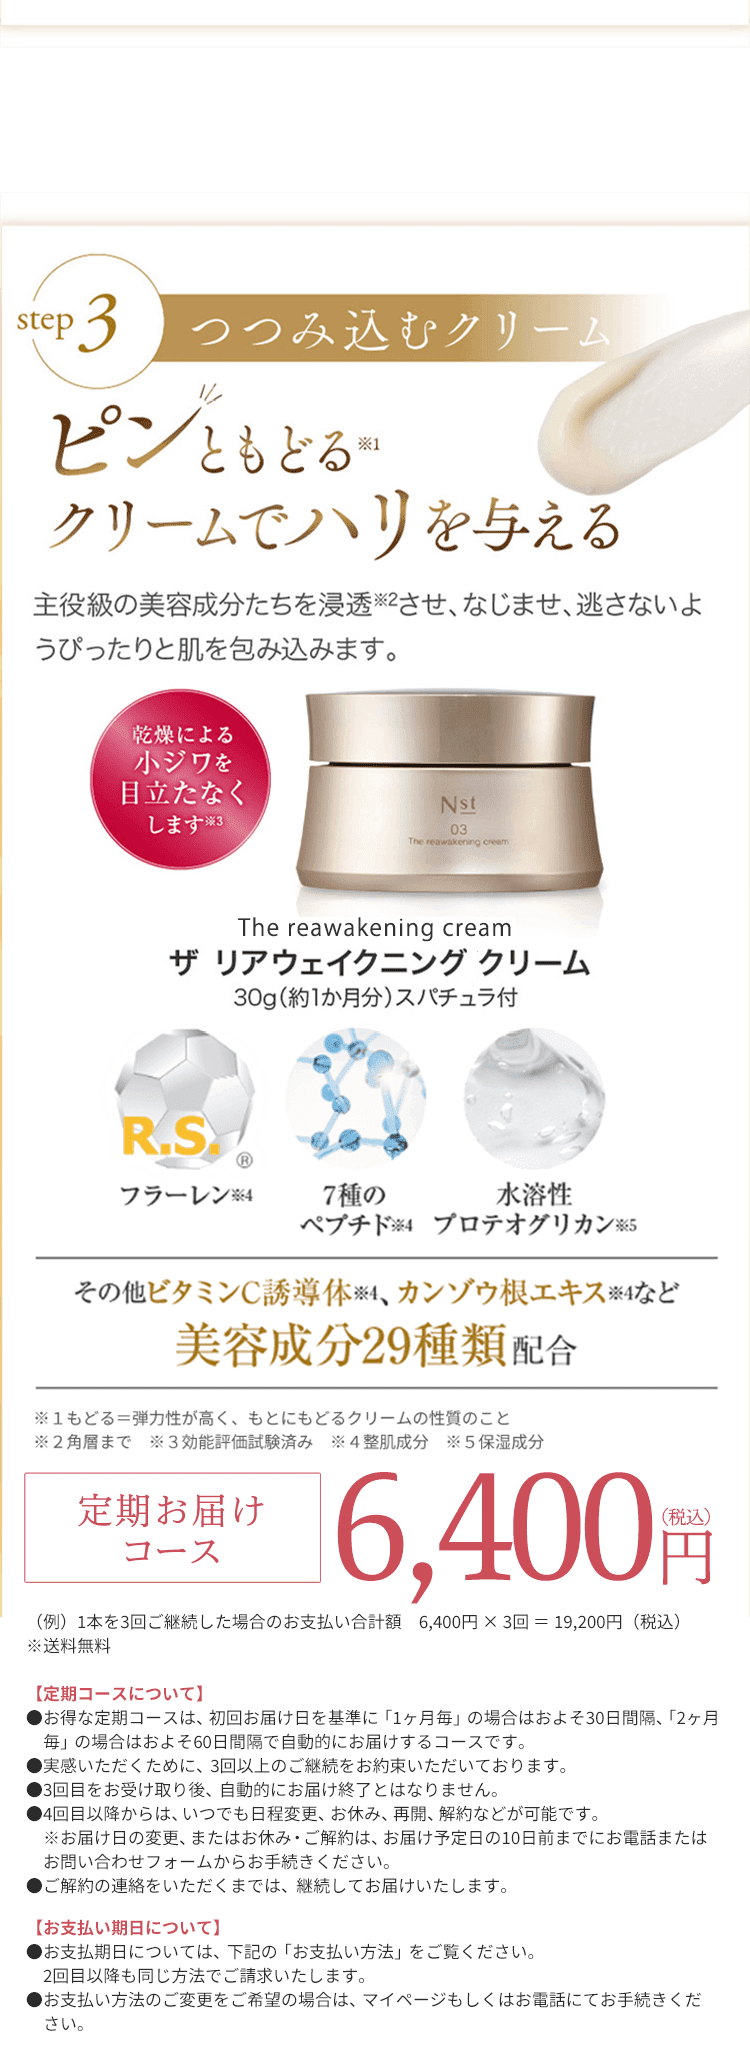 step 3
つつみ込むクリーム
ピンともどる※1
クリームでハリを与える
主役級の美容成分たちを浸透※2させ、なじませ、逃さないよ
うぴったりと肌を包み込みます。
乾燥による
小ジワを
目立たなく
します※3
Nst
03
The reawakening cream
The reawakening cream
ザ リアウェイクニング クリーム
30g(約1か月分)スパチュラ付
R.S.®
フラーレン※4
7種の
ペプチド※4
水溶性
プロテオグリカン※5
その他ビタミンC誘導体※4、カンゾウ根エキス※4など
美容成分29種類配合
※１もどる＝弾力性が高く、もとにもどるクリームの性質のこと
※２角層まで ※３効能評価試験済み ※４整肌成分 ※５保湿成分
定期お届け
コース
6,400円（税込）
（例）1本を3回ご継続した場合のお支払い合計額 6,400円 × 3回 ＝ 19,200円（税込）
※送料無料
【定期コースについて】
●お得な定期コースは、初回お届け日を基準に「1ヶ月毎」の場合はおよそ30日間隔、「2ヶ月
毎」の場合はおよそ60日間隔で自動的にお届けするコースです。
●実感いただくために、3回以上のご継続をお約束いただいております。
●3回目をお受け取り後、自動的にお届け終了とはなりません。
●4回目以降からは、いつでも日程変更、お休み、再開、解約などが可能です。
※お届け日の変更、またはお休み・ご解約は、お届け予定日の10日前までにお電話または
お問い合わせフォームからお手続きください。
●ご解約の連絡をいただくまでは、継続してお届けいたします。
【お支払い期日について】
●お支払期日については、下記の「お支払い方法」をご覧ください。
2回目以降も同じ方法でご請求いたします。
●お支払い方法のご変更をご希望の場合は、マイページもしくはお電話にてお手続きくだ
さい。